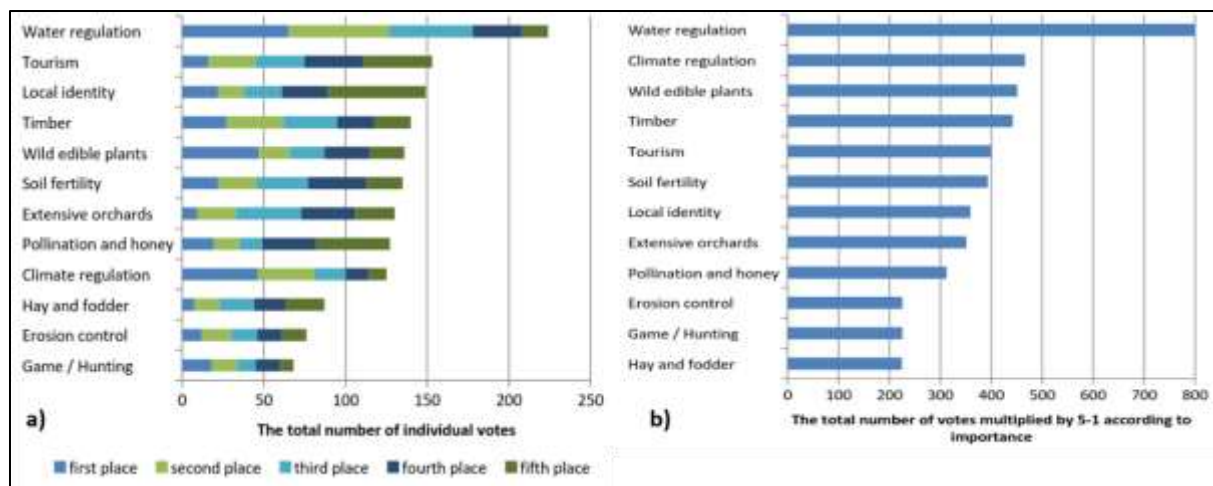 Water regulation
Tourism
Local identity
Timber
Wild edible plants
Soil fertility
Extensive orchards
Pollination and honey
Climate regulation
Hay and fodder
Erosion control
Game / Hunting
0 50 100 150 200 250
a)
The total number of individual votes
first place second place third place fourth place fifth place
Water regulation
Climate regulation
Wild edible plants
Timber
Tourism
Soil fertility
Local identity
Extensive orchards
Pollination and honey
Erosion control
Game / Hunting
Hay and fodder
0 100 200 300 400 500 600 700 800
b)
The total number of votes multiplied by 5-1 according to
importance